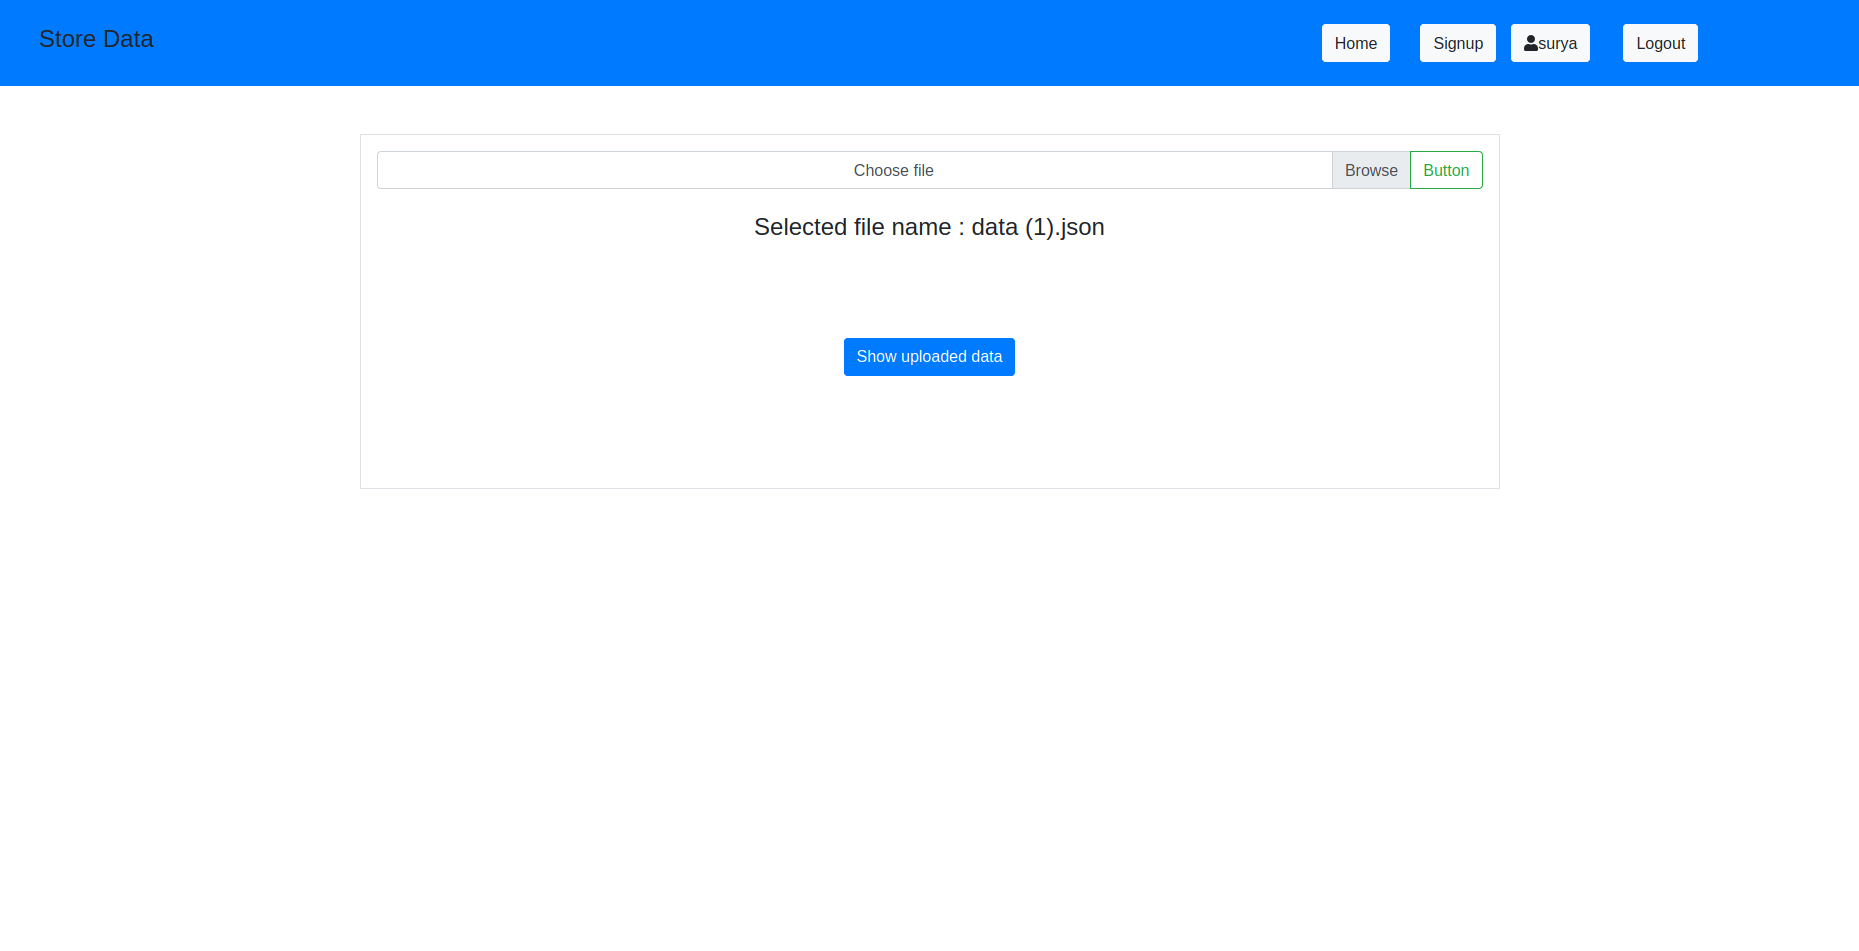 Store Data
Home Signup surya Logout
Choose file Browse Button
Selected file name : data (1).json
Show uploaded data